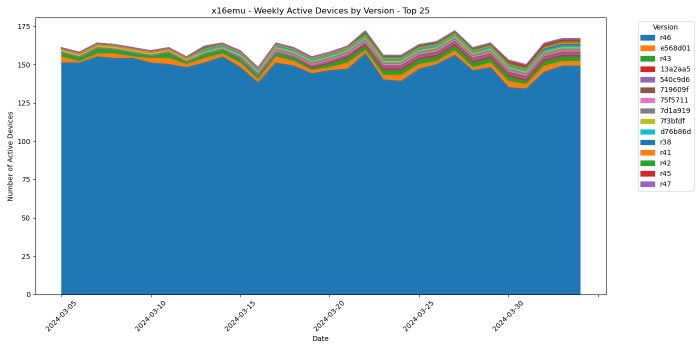 x16emu - Weekly Active Devices by Version - Top 25
Number of Active Devices
175
150
125
100
75
50
25
0
2024-03-05
2024-03-10
2024-03-15
2024-03-20
2024-03-25
2024-03-30
Date
Version
r46
e568d01
r43
13a2aa5
540c9d6
719609f
75f5711
7d1a919
7f3bfdf
d76b86d
r38
r41
r42
r45
r47